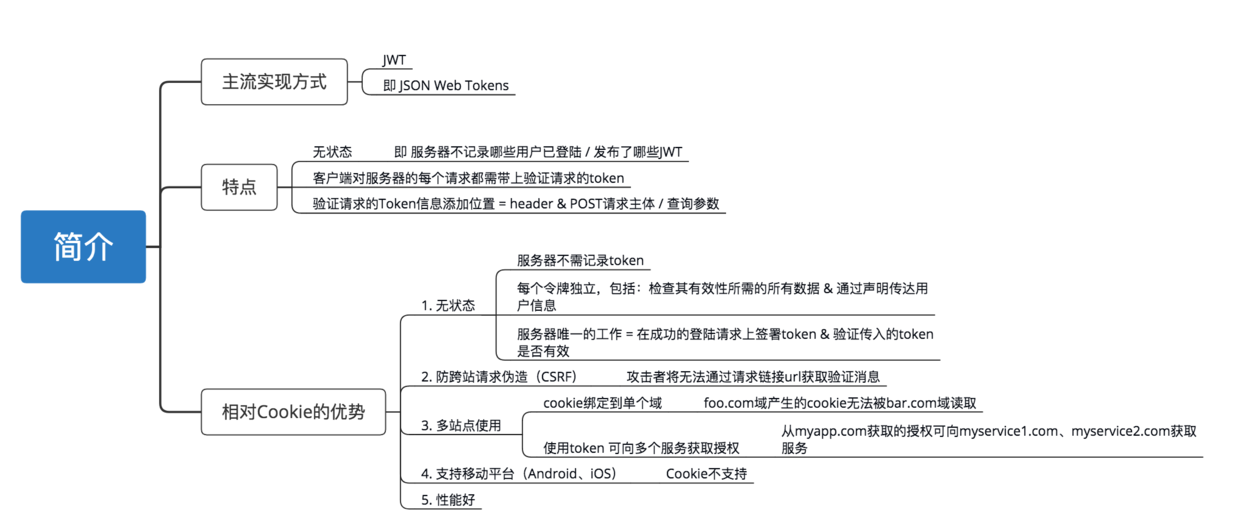 简介
主流实现方式
JWT
即 JSON Web Tokens
特点
无状态 即 服务器不记录哪些用户已登陆 / 发布了哪些JWT
客户端对服务器的每个请求都需带上验证请求的token
验证请求的Token信息添加位置 = header & POST请求主体 / 查询参数
相对Cookie的优势
1. 无状态
服务器不需记录token
每个令牌独立，包括：检查其有效性所需的所有数据 & 通过声明传达用
户信息
服务器唯一的工作 = 在成功的登陆请求上签署token & 验证传入的token
是否有效
2. 防跨站请求伪造（CSRF） 攻击者将无法通过请求链接url获取验证消息
3. 多站点使用
cookie绑定到单个域 foo.com域产生的cookie无法被bar.com域读取
使用token 可向多个服务获取授权
从myapp.com获取的授权可向myservice1.com、myservice2.com获取
服务
4. 支持移动平台（Android、iOS） Cookie不支持
5. 性能好